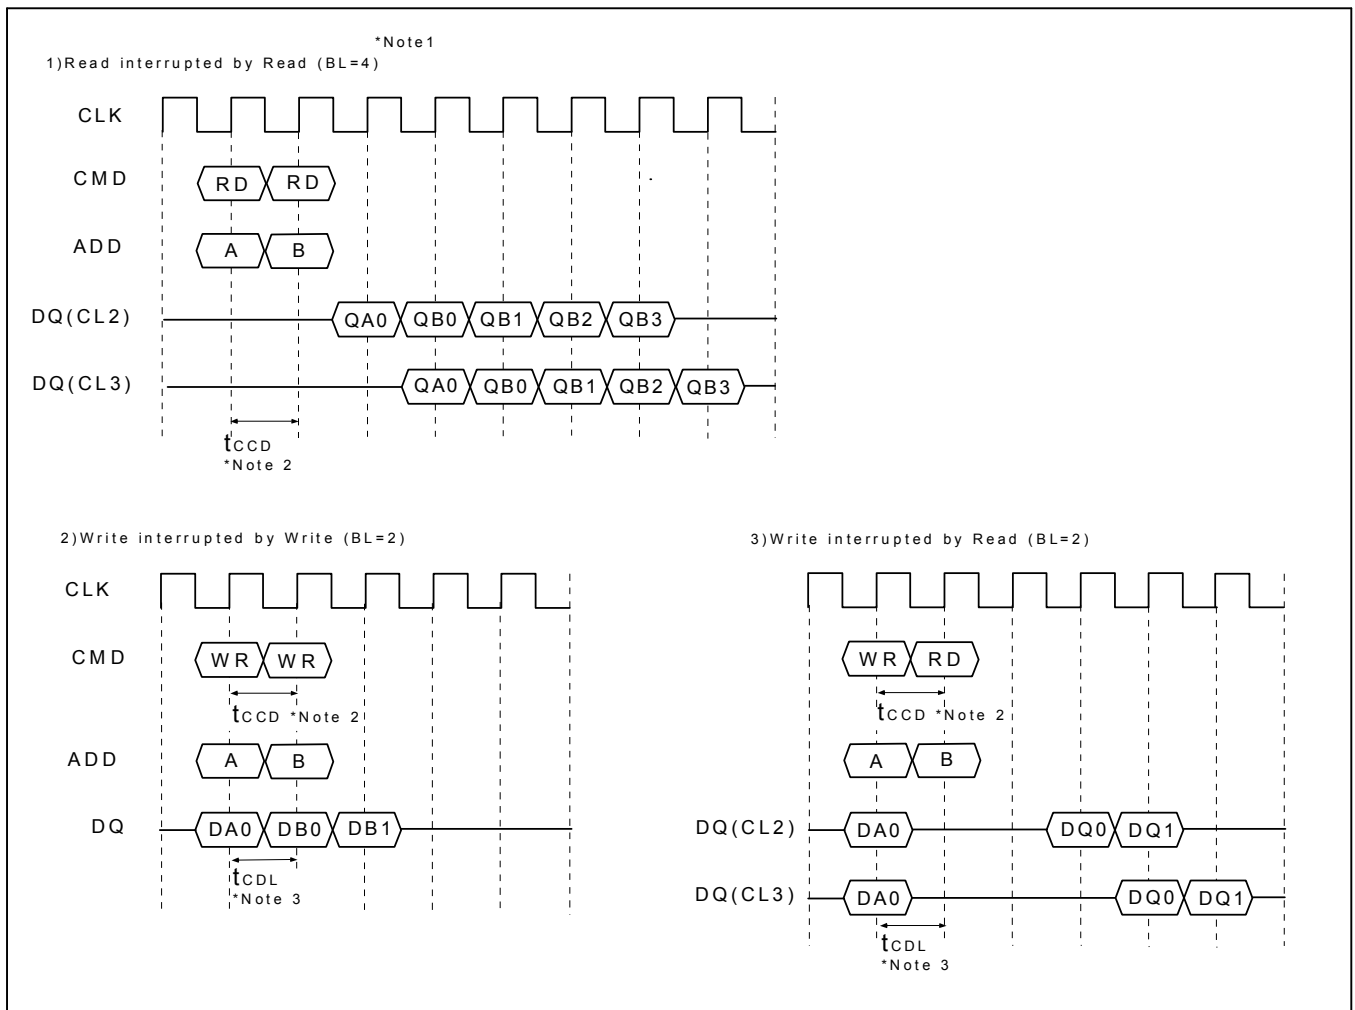 *Note1
1)Read interrupted by Read (BL=4)
CLK
CMD RD RD
ADD A B
DQ(CL2) QA0 QB0 QB1 QB2 QB3
DQ(CL3) QA0 QB0 QB1 QB2 QB3
tCCD
*Note 2
2)Write interrupted by Write (BL=2)
CLK
CMD WR WR
tCCD *Note 2
ADD A B
DQ DA0 DB0 DB1
tCDL
*Note 3
3)Write interrupted by Read (BL=2)
WR RD
tCCD *Note 2
A B
DQ(CL2) DA0 DQ0 DQ1
DQ(CL3) DA0 DQ0 DQ1
tCDL
*Note 3